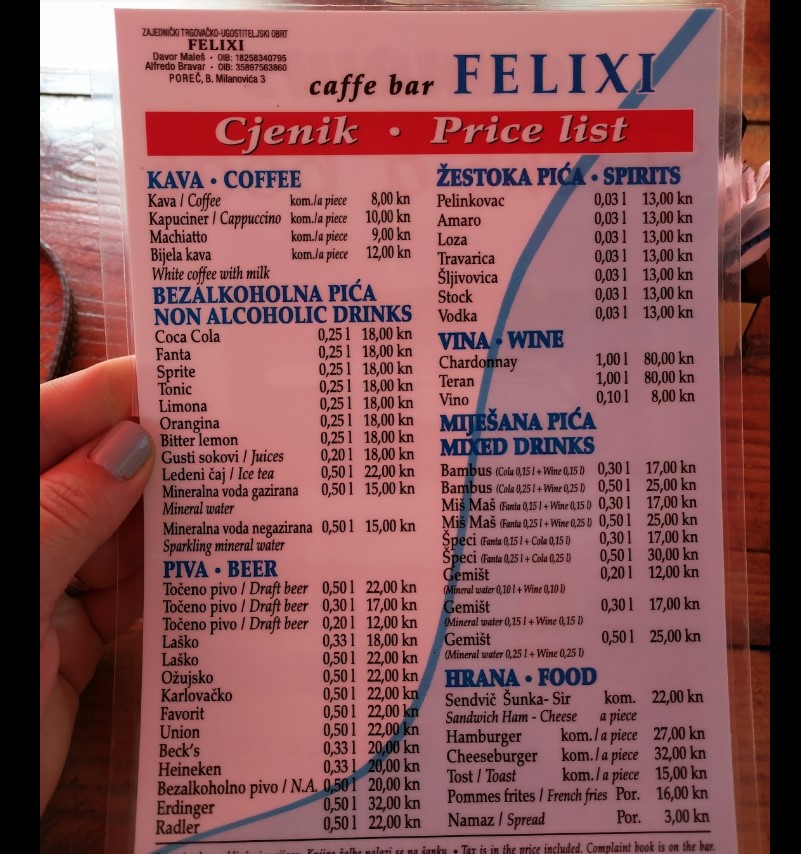 ZAJEDNIČKI TRGOVAČKO-UGOSTITELJSKI OBRT
FELIXI
Davor Maleš • OIB: 18258340795
Alfredo Bravar • OIB: 35897563860
POREČ, B. Milanovića 3
caffe bar FELIXI
Cjenik • Price list
KAVA • COFFEE
Kava / Coffee kom./a piece 8,00 kn
Kapuciner / Cappuccino kom./a piece 10,00 kn
Machiatto kom./a piece 9,00 kn
Bijela kava kom./a piece 12,00 kn
White coffee with milk
BEZALKOHOLNA PIĆA
NON ALCOHOLIC DRINKS
Coca Cola 0,25 l 18,00 kn
Fanta 0,25 l 18,00 kn
Sprite 0,25 l 18,00 kn
Tonic 0,25 l 18,00 kn
Limona 0,25 l 18,00 kn
Orangina 0,25 l 18,00 kn
Bitter lemon 0,25 l 18,00 kn
Gusti sokovi / Juices 0,20 l 18,00 kn
Ledeni čaj / Ice tea 0,50 l 22,00 kn
Mineralna voda gazirana 0,50 l 15,00 kn
Mineral water
Mineralna voda negazirana 0,50 l 15,00 kn
Sparkling mineral water
PIVA • BEER
Točeno pivo / Draft beer 0,50 l 22,00 kn
Točeno pivo / Draft beer 0,30 l 17,00 kn
Točeno pivo / Draft beer 0,20 l 12,00 kn
Laško 0,33 l 18,00 kn
Laško 0,50 l 22,00 kn
Ožujsko 0,50 l 22,00 kn
Karlovačko 0,50 l 22,00 kn
Favorit 0,50 l 22,00 kn
Union 0,50 l 22,00 kn
Beck's 0,33 l 20,00 kn
Heineken 0,33 l 20,00 kn
Bezalkoholno pivo / N.A. 0,50 l 20,00 kn
Erdinger 0,50 l 32,00 kn
Radler 0,50 l 22,00 kn
ŽESTOKA PIĆA • SPIRITS
Pelinkovac 0,03 l 13,00 kn
Amaro 0,03 l 13,00 kn
Loza 0,03 l 13,00 kn
Travarica 0,03 l 13,00 kn
Šljivovica 0,03 l 13,00 kn
Stock 0,03 l 13,00 kn
Vodka 0,03 l 13,00 kn
VINA • WINE
Chardonnay 1,00 l 80,00 kn
Teran 1,00 l 80,00 kn
Vino 0,10 l 8,00 kn
MIJEŠANA PIĆA
MIXED DRINKS
Bambus (Cola 0,15 l + Wine 0,15 l) 0,30 l 17,00 kn
Bambus (Cola 0,25 l + Wine 0,25 l) 0,50 l 25,00 kn
Miš Maš (Fanta 0,15 l + Wine 0,15 l) 0,30 l 17,00 kn
Miš Maš (Fanta 0,25 l + Wine 0,25 l) 0,50 l 25,00 kn
Špeci (Fanta 0,15 l + Cola 0,15 l) 0,30 l 17,00 kn
Špeci (Fanta 0,25 l + Cola 0,25 l) 0,50 l 30,00 kn
Gemišt 0,20 l 12,00 kn
(Mineral water 0,10 l + Wine 0,10 l)
Gemišt 0,30 l 17,00 kn
(Mineral water 0,15 l + Wine 0,15 l)
Gemišt 0,50 l 25,00 kn
(Mineral water 0,25 l + Wine 0,25 l)
HRANA • FOOD
Sendvič Šunka- Sir kom. 22,00 kn
Sandwich Ham - Cheese a piece
Hamburger kom./a piece 27,00 kn
Cheeseburger kom./a piece 32,00 kn
Tost / Toast kom./a piece 15,00 kn
Pommes frites / French fries Por. 16,00 kn
Namaz / Spread Por. 3,00 kn
Knjiga žalbe nalazi se na šanku • Tax is in the price included. Complaint book is on the bar.